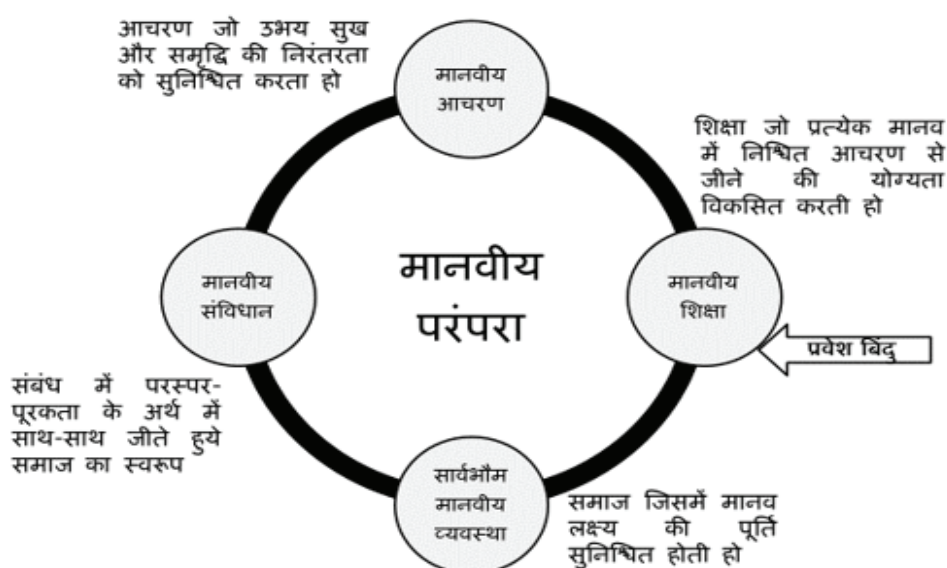 आचरण जो उभय सुख
और समृद्धि की निरंतरता
को सुनिश्चित करता हो
मानवीय
आचरण
शिक्षा जो प्रत्येक मानव
में निश्चित आचरण से
जीने की योग्यता
विकसित करती हो
मानवीय
संविधान
मानवीय
परंपरा
मानवीय
शिक्षा
प्रवेश बिंदु
संबंध में परस्पर-
पूरकता के अर्थ में
साथ-साथ जीते हुये
समाज का स्वरूप
सार्वभौम
मानवीय
व्यवस्था
समाज जिसमें मानव
लक्ष्य की पूर्ति
सुनिश्चित होती हो